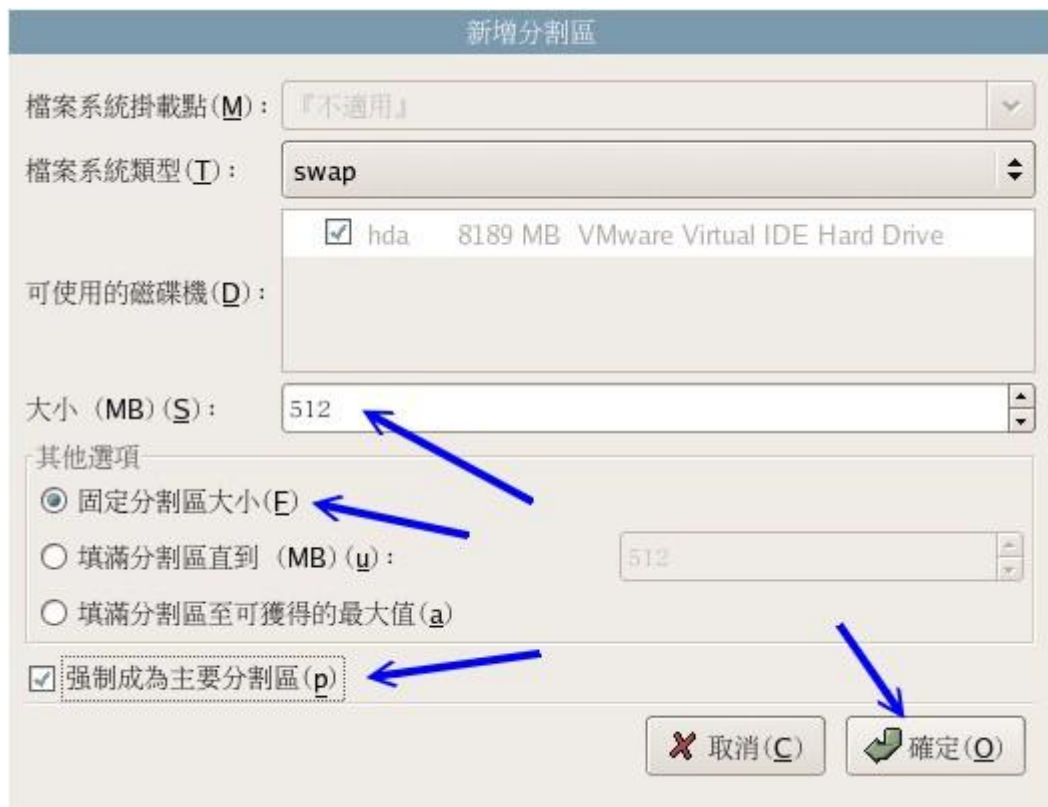 新增分割區
檔案系統掛載點(M)： 『不適用』
檔案系統類型(T)： swap
hda 8189 MB VMware Virtual IDE Hard Drive
可使用的磁碟機(D)：
大小 (MB)(S)： 512
其他選項
固定分割區大小(F)
填滿分割區直到 (MB)(u)： 512
填滿分割區至可獲得的最大值(a)
强制成為主要分割區(p)
取消(C) 確定(O)